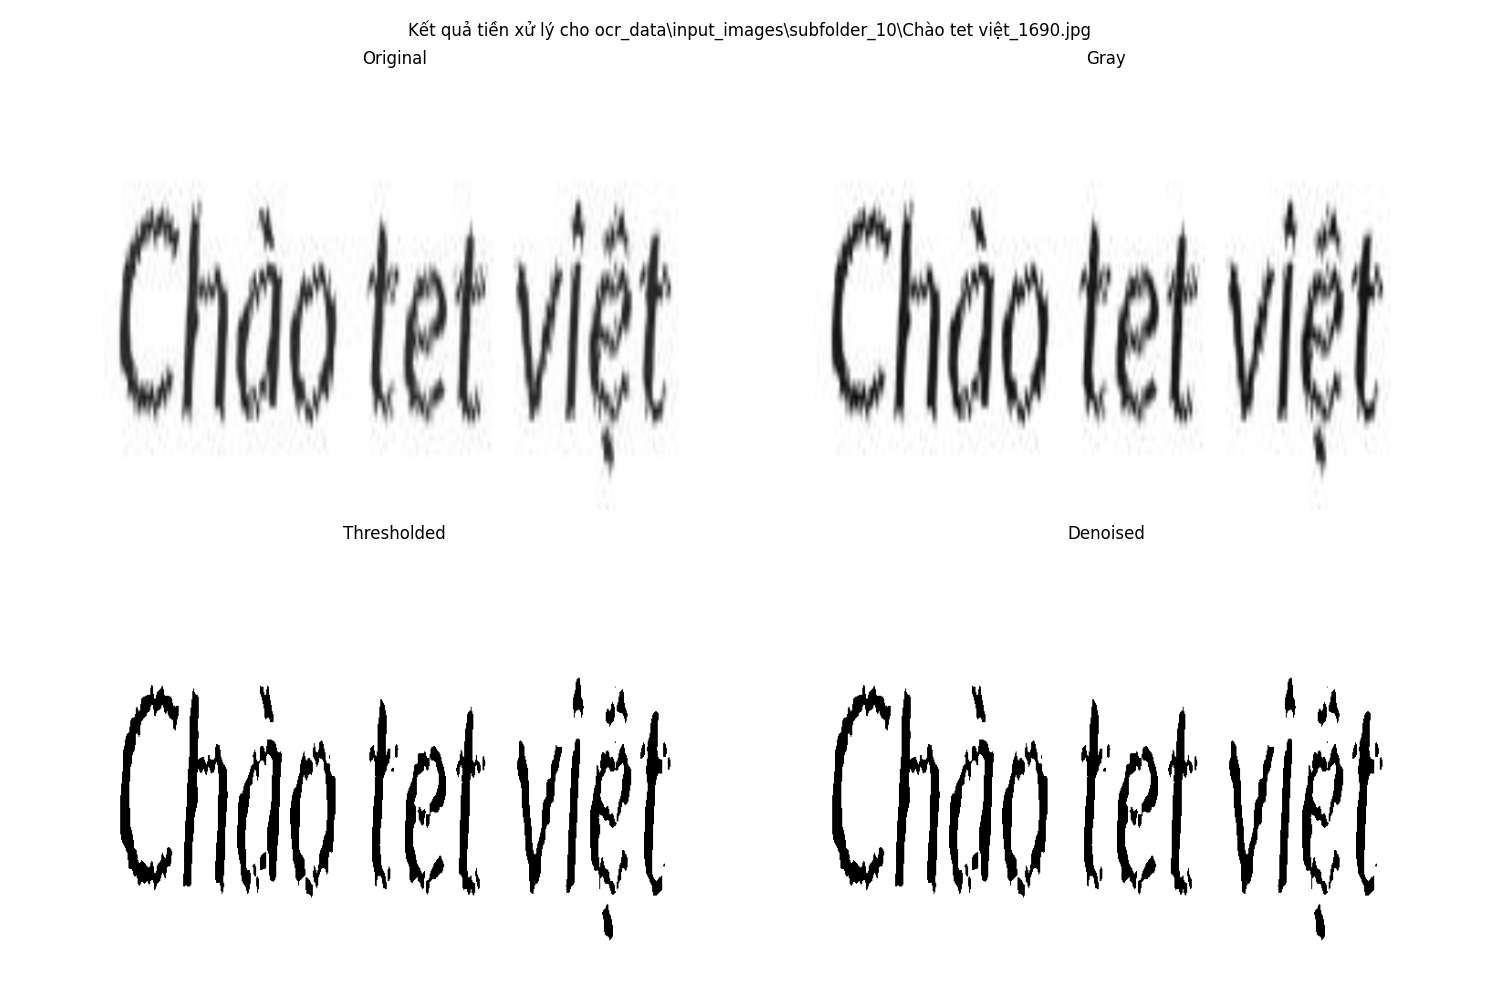 Kết quả tiền xử lý cho ocr_data\input_images\subfolder_10\Chào tet việt_1690.jpg
Original
Gray
Chào tet việt
Chào tet việt
Thresholded
Denoised
Chào tet việt
Chào tet việt